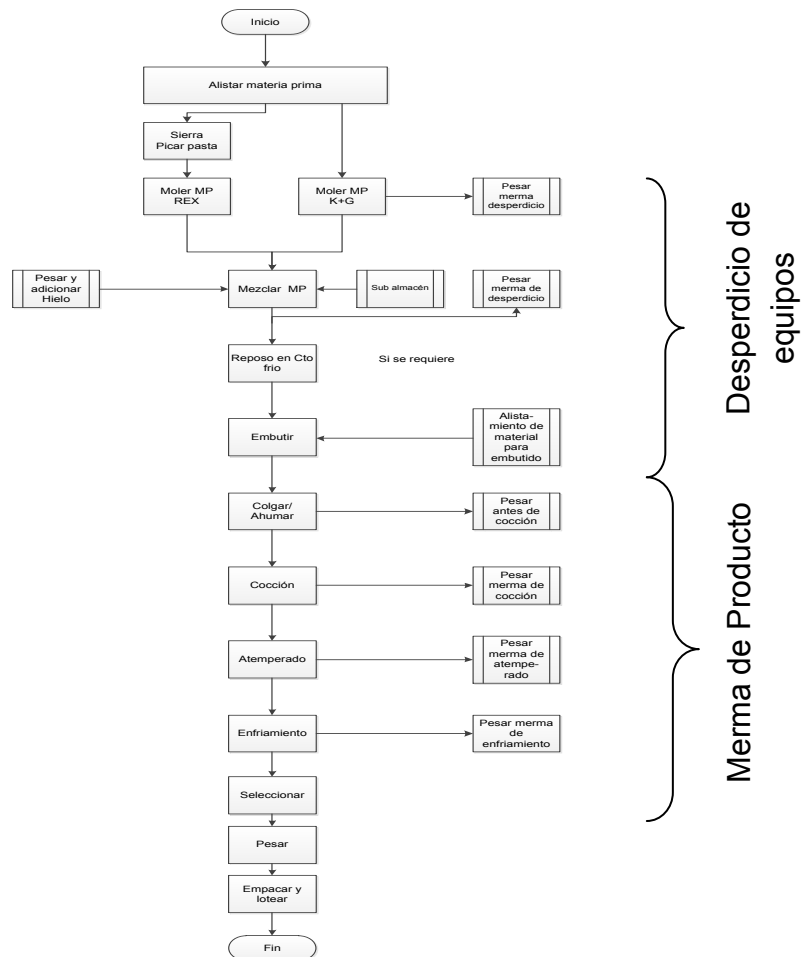 Inicio
Alistar materia prima
Sierra
Picar pasta
Moler MP
REX
Moler MP
K+G
Pesar
merma
desperdicio
Pesar y
adicionar
Hielo
Mezclar MP
Sub almacén
Pesar
merma de
desperdicio
Reposo en Cto
frio
Si se requiere
Embutir
Alista-
miento de
material
para
embutido
Colgar/
Ahumar
Pesar
antes de
cocción
Cocción
Pesar
merma de
cocción
Atemperado
Pesar
merma de
atempe-
rado
Enfriamiento
Pesar merma
de
enfriamiento
Seleccionar
Pesar
Empacar y
lotear
Fin
Desperdicio de
equipos
Merma de Producto